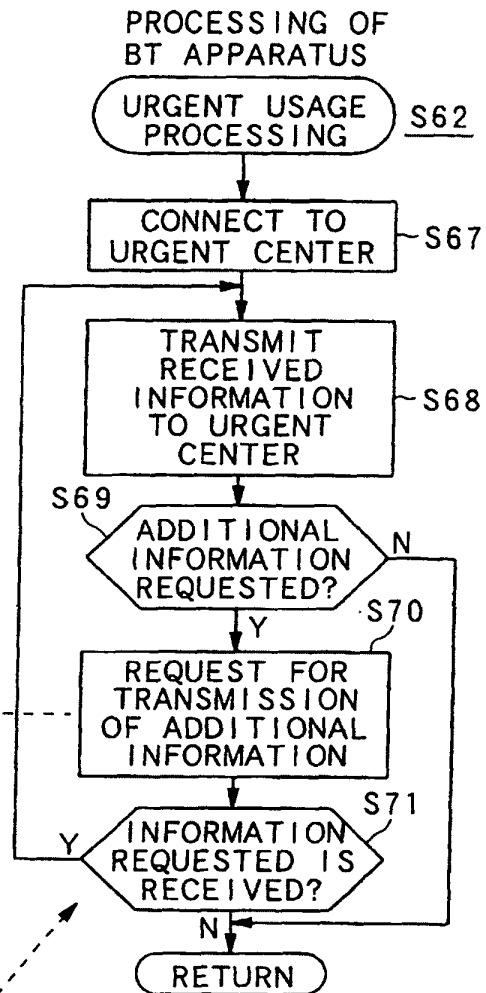 PROCESSING OF
BT APPARATUS
URGENT USAGE
PROCESSING
S62
CONNECT TO
URGENT CENTER
S67
TRANSMIT
RECEIVED
INFORMATION
TO URGENT
CENTER
S68
S69
ADDITIONAL
INFORMATION
REQUESTED?
N
Y
S70
REQUEST FOR
TRANSMISSION
OF ADDITIONAL
INFORMATION
S71
INFORMATION
REQUESTED IS
RECEIVED?
Y
N
RETURN